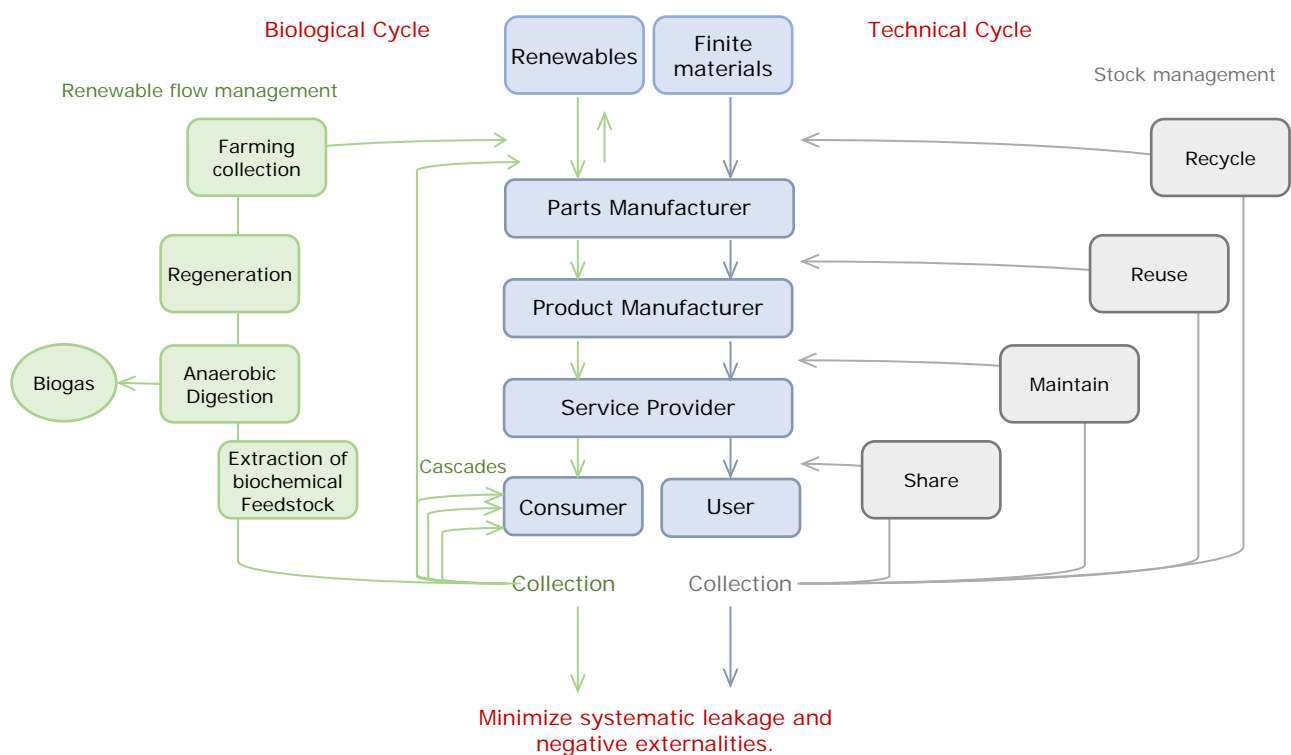 Biological Cycle
Renewables
Finite
materials
Technical Cycle
Renewable flow management
Stock management
Farming
collection
Recycle
Parts Manufacturer
Regeneration
Reuse
Product Manufacturer
Biogas
Anaerobic
Digestion
Maintain
Service Provider
Extraction of
biochemical
Feedstock
Cascades
Share
Consumer
User
Collection
Collection
Minimize systematic leakage and
negative externalities.